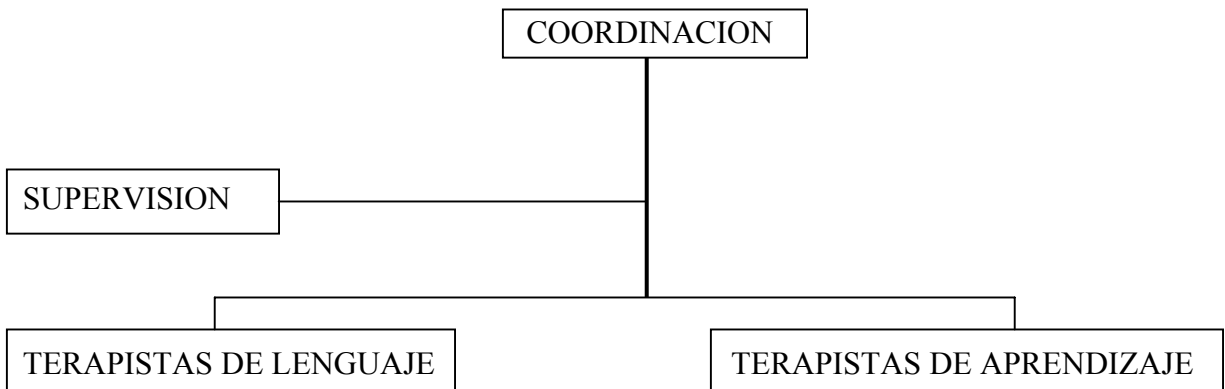 COORDINACION
SUPERVISION
TERAPISTAS DE LENGUAJE
TERAPISTAS DE APRENDIZAJE